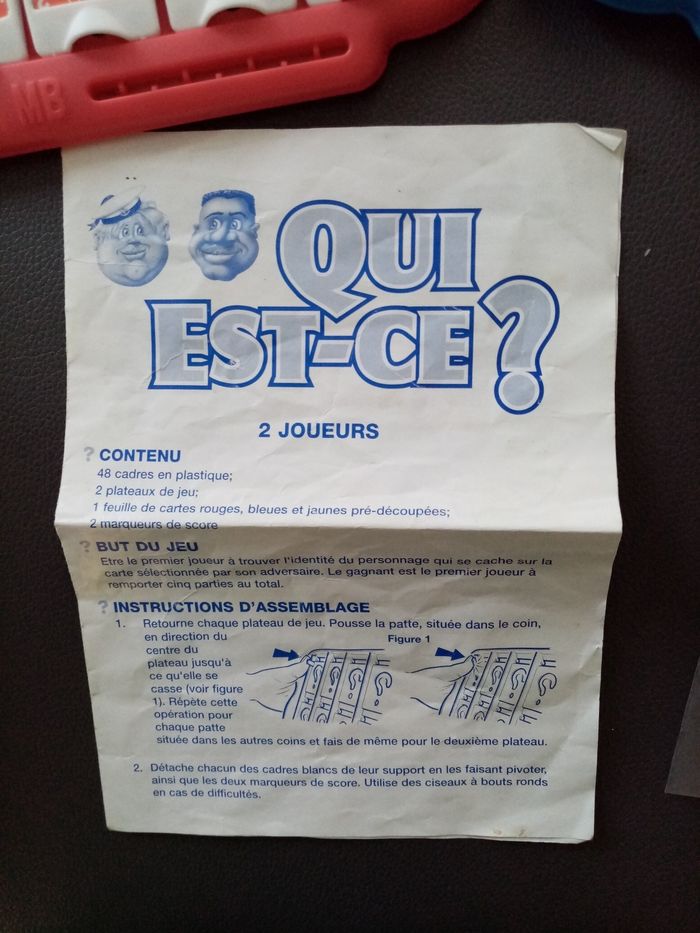 MB
QUI
EST-CE?
2 JOUEURS
? CONTENU
48 cadres en plastique;
2 plateaux de jeu;
1 feuille de cartes rouges, bleues et jaunes pré-découpées;
2 marqueurs de score
? BUT DU JEU
Etre le premier joueur à trouver l'identité du personnage qui se cache sur la
carte sélectionnée par son adversaire. Le gagnant est le premier joueur à
remporter cinq parties au total.
? INSTRUCTIONS D'ASSEMBLAGE
1. Retourne chaque plateau de jeu. Pousse la patte, située dans le coin,
en direction du
centre du
plateau jusqu'à
ce qu'elle se
casse (voir figure
1). Répète cette
opération pour
chaque patte
située dans les autres coins et fais de même pour le deuxième plateau.
Figure 1
2. Détache chacun des cadres blancs de leur support en les faisant pivoter,
ainsi que les deux marqueurs de score. Utilise des ciseaux à bouts ronds
en cas de difficultés.